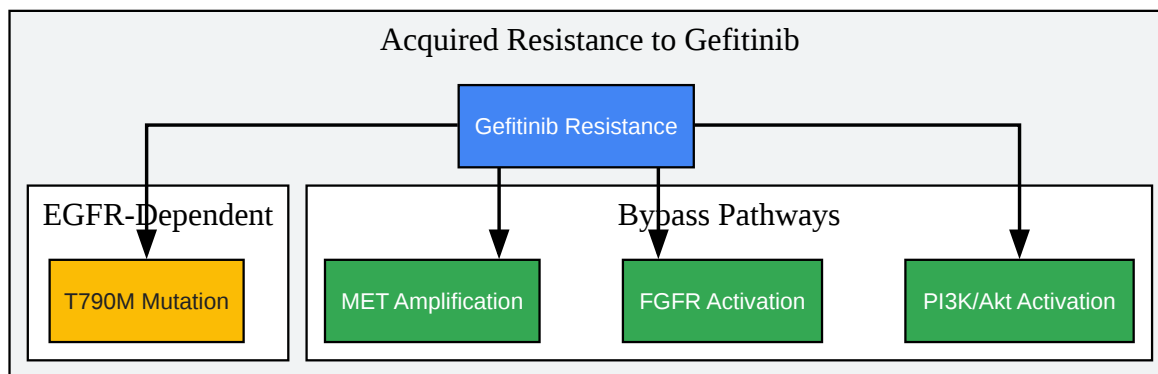 Acquired Resistance to Gefitinib
Gefitinib Resistance
EGFR-Dependent
Bypass Pathways
T790M Mutation
MET Amplification
FGFR Activation
PI3K/Akt Activation